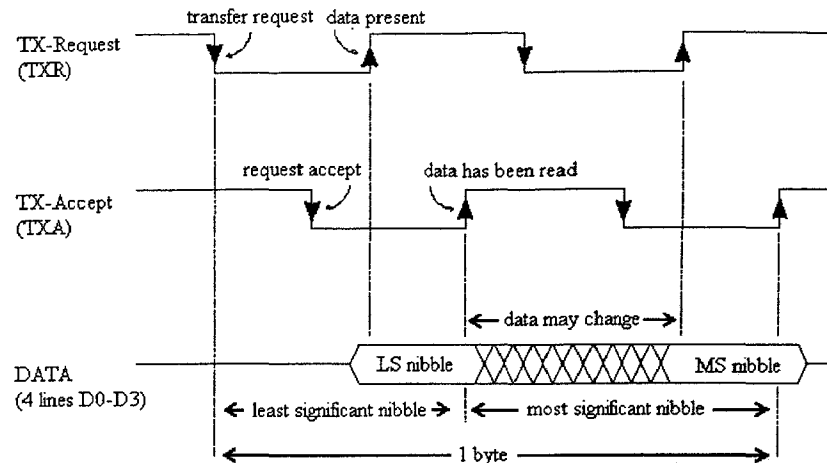 transfer request data present
TX-Request
(TXR)
request accept data has been read
TX-Accept
(TXA)
data may change
LS nibble MS nibble
DATA
(4 lines D0-D3)
least significant nibble most significant nibble
1 byte